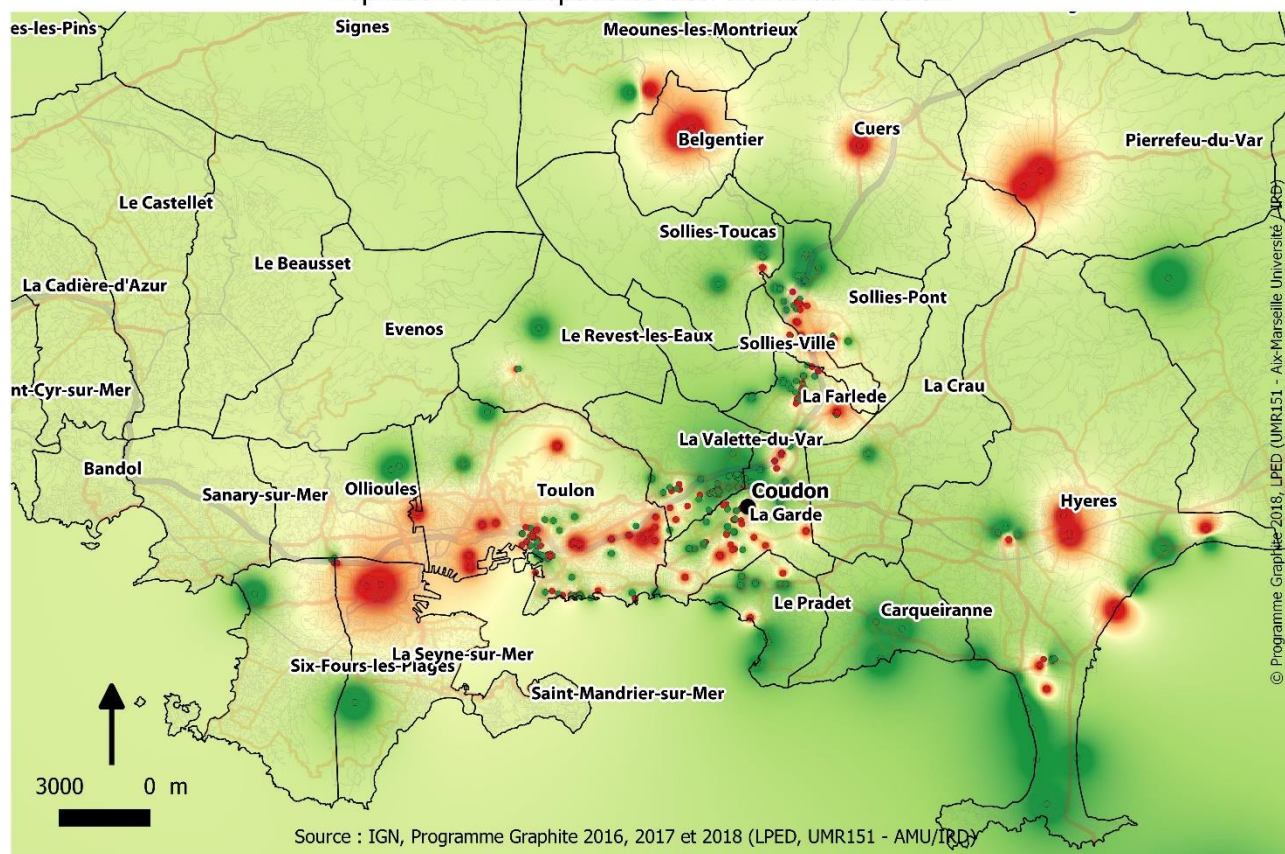 es-les-Pins
Signes
Meounes-les-Montrieux
Belgentier
Cuers
Pierrefeu-du-Var
Le Castellet
Sollies-Toucas
La Cadière-d'Azur
Le Beausset
Sollies-Pont
Evenos
Le Revest-les-Eaux
Sollies-Ville
nt-Cyr-sur-Mer
La Crau
La Farlede
La Valette-du-Var
Bandol
Sanary-sur-Mer
Ollioules
Toulon
Coudon
La Garde
Hyeres
Le Pradet
Carqueiranne
La Seyne-sur-Mer
Six-Fours-les-Plages
Saint-Mandrier-sur-Mer
3000 0 m
Source : IGN, Programme Graphite 2016, 2017 et 2018 (LPED, UMR151 - AMU/IRD)
© Programme Graphite 2018, LPED (UMR151 - Aix-Marseille Université / IRD)